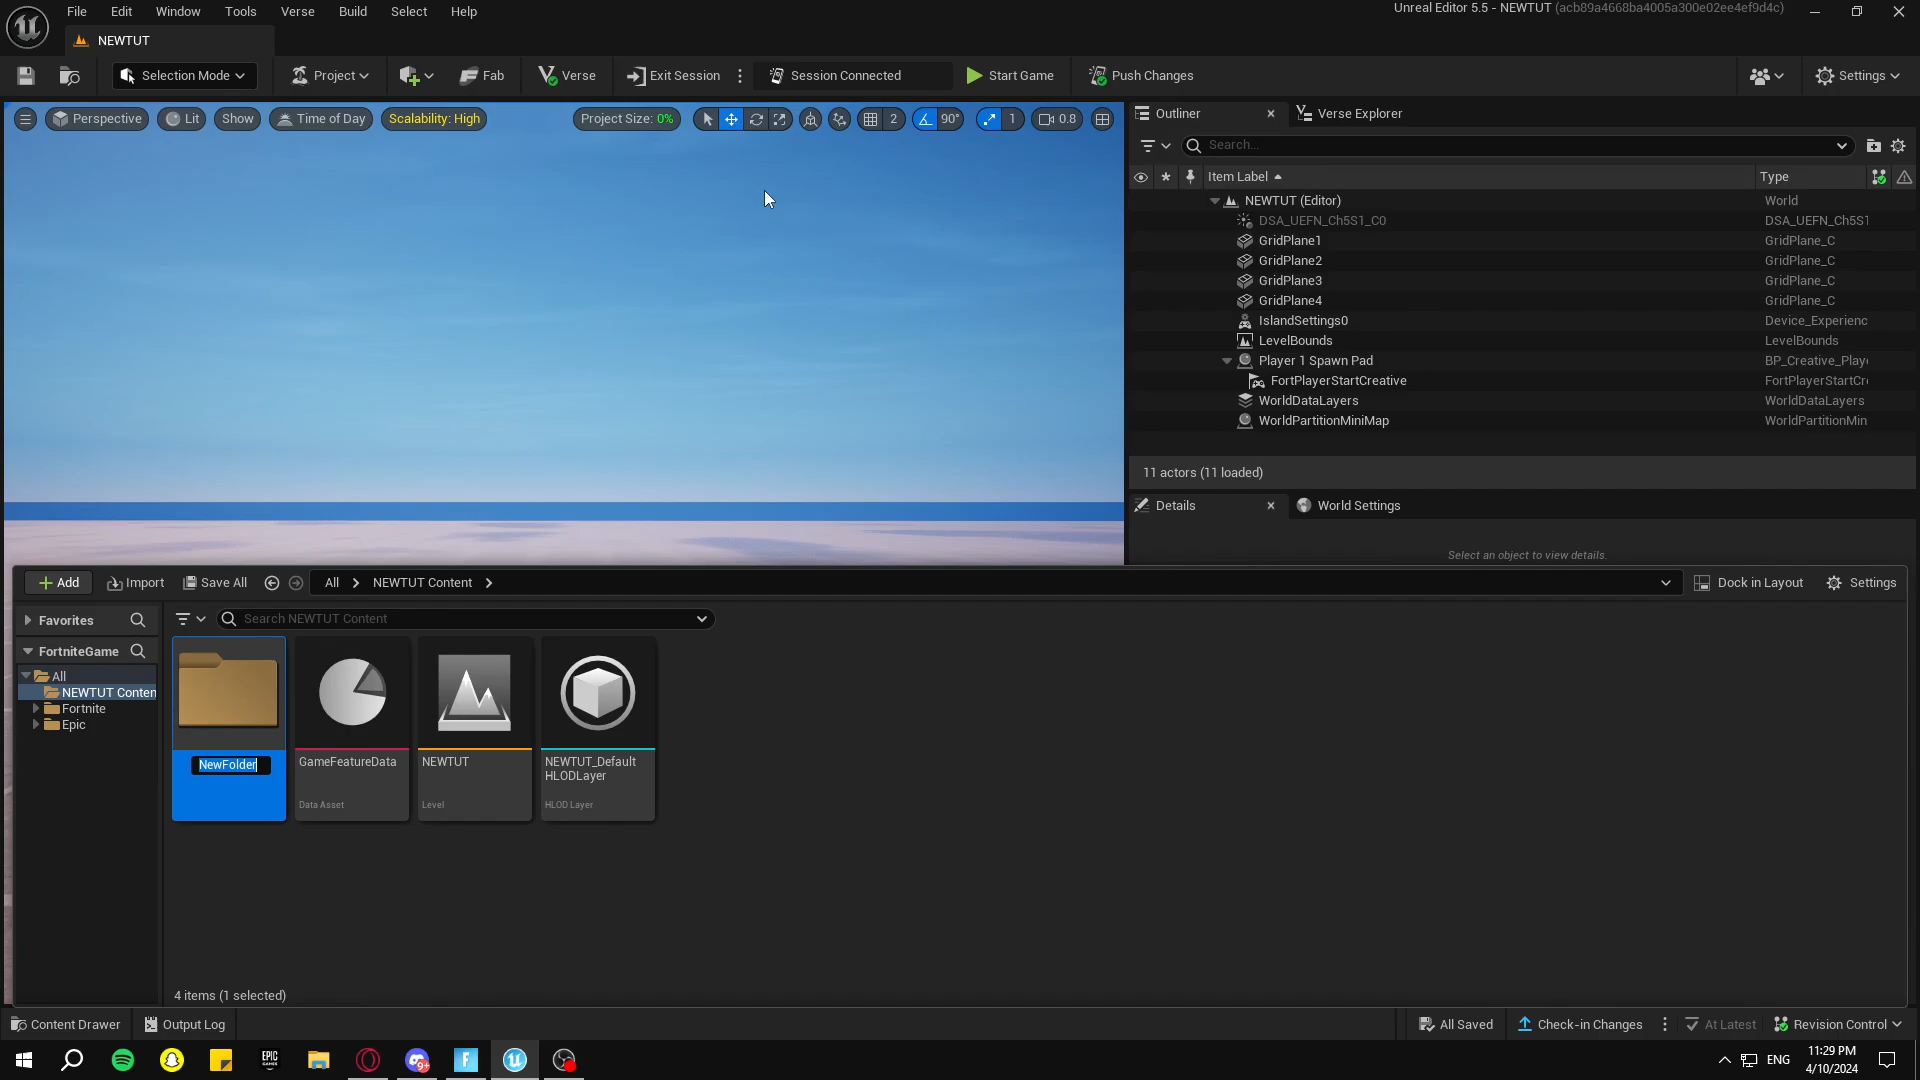 File Edit Window Tools Verse Build Select Help
Unreal Editor 5.5 - NEWTUT (acb89a4668ba4005a300e02ee4ef9d4c)
NEWTUT
Selection Mode
Project
Fab
Verse
Exit Session
Session Connected
Start Game
Push Changes
Settings
Perspective
Lit
Show
Time of Day
Scalability: High
Project Size: 0%
2
90°
1
0.8
Outliner
Verse Explorer
Search...
Item Label
Type
NEWTUT (Editor) World
DSA_UEFN_Ch5S1_C0 DSA_UEFN_Ch5S1
GridPlane1 GridPlane_C
GridPlane2 GridPlane_C
GridPlane3 GridPlane_C
GridPlane4 GridPlane_C
IslandSettings0 Device_Experienc
LevelBounds LevelBounds
Player 1 Spawn Pad BP_Creative_Playe
FortPlayerStartCreative FortPlayerStartCre
WorldDataLayers WorldDataLayers
WorldPartitionMiniMap WorldPartitionMin
11 actors (11 loaded)
Details
World Settings
Select an object to view details.
Add
Import
Save All
All
NEWTUT Content
Dock in Layout
Settings
Favorites
Search NEWTUT Content
FortniteGame
All
NEWTUT Conten
Fortnite
Epic
NewFolder
GameFeatureData
Data Asset
NEWTUT
Level
NEWTUT_Default
HLODLayer
HLOD Layer
4 items (1 selected)
Content Drawer
Output Log
All Saved
Check-in Changes
At Latest
Revision Control
EPIC
GAMES
9+
ENG
11:29 PM
4/10/2024